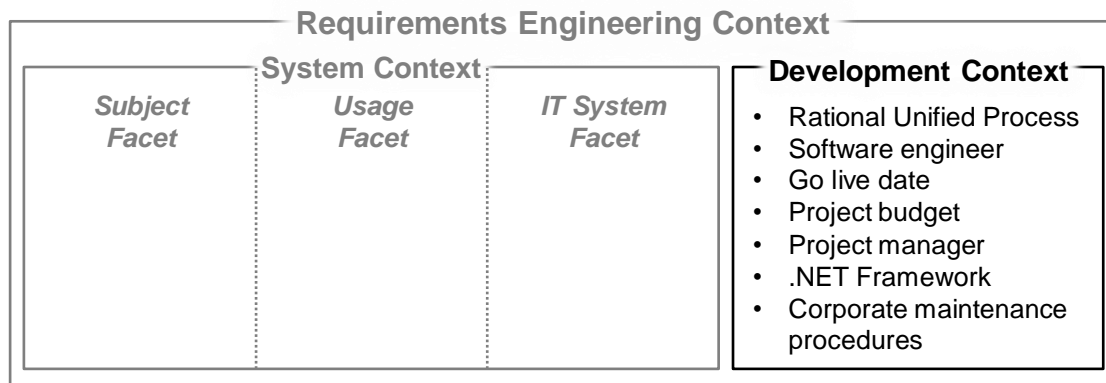 Requirements Engineering Context
System Context
Development Context
Subject
Facet
Usage
Facet
IT System
Facet
• Rational Unified Process
• Software engineer
• Go live date
• Project budget
• Project manager
• .NET Framework
• Corporate maintenance
procedures